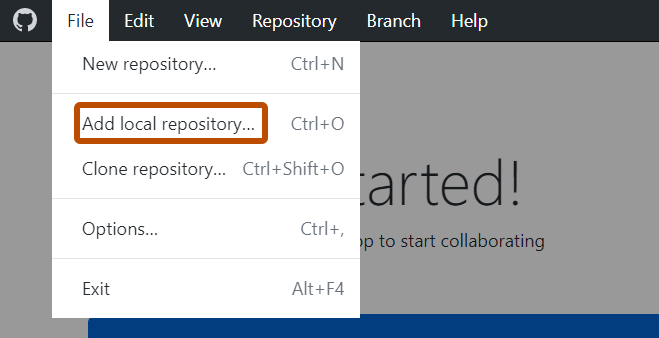 File Edit View Repository Branch Help
New repository... Ctrl+N
Add local repository... Ctrl+O
Clone repository... Ctrl+Shift+O
tarted!
Options... Ctrl+,
to start collaborating
Exit Alt+F4